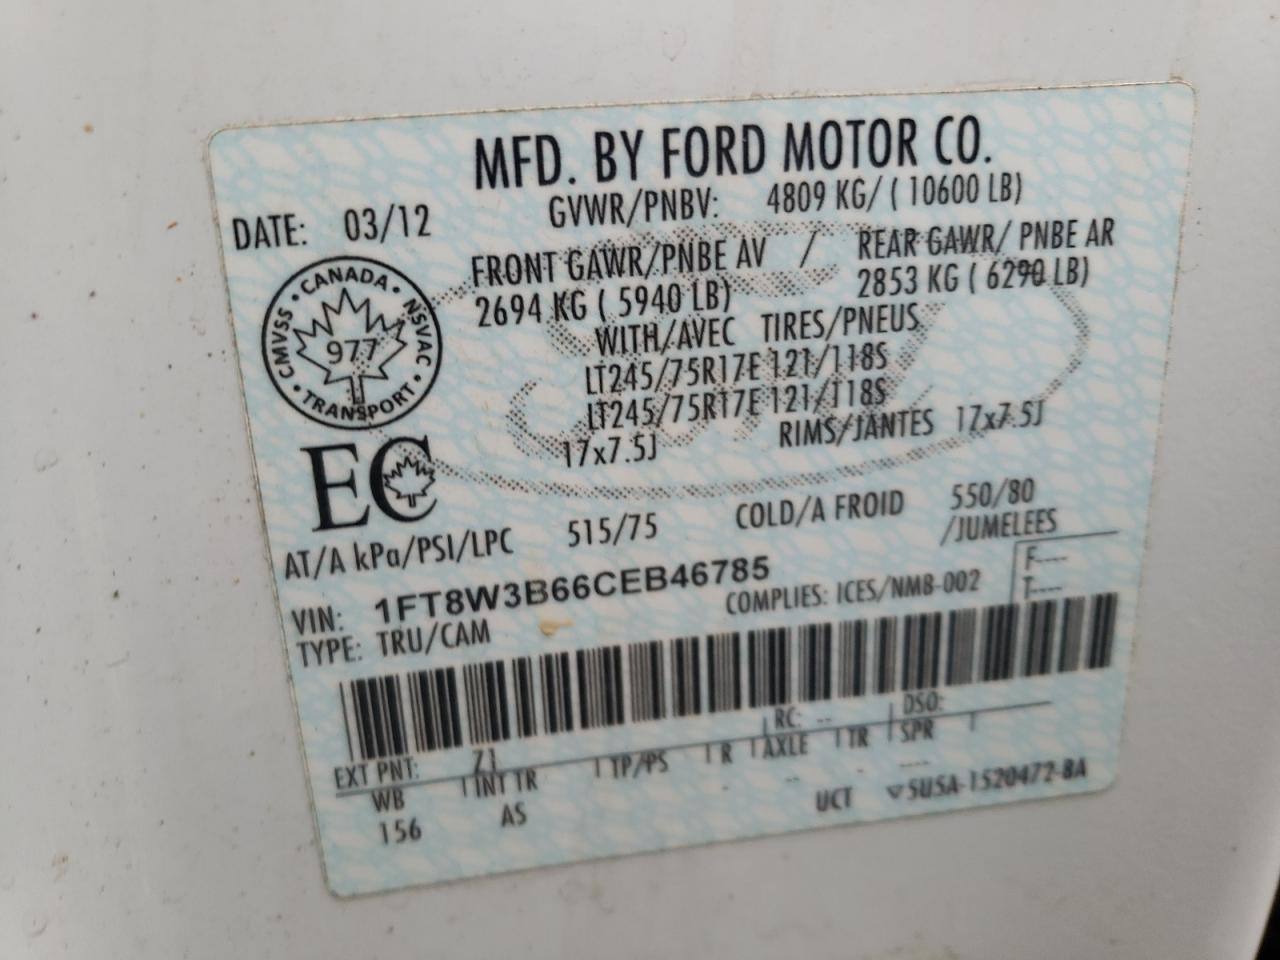 MFD. BY FORD MOTOR CO.
DATE: 03/12 GVWR/PNBV: 4809 KG/ ( 10600 LB)
FRONT GAWR/PNBE AV / REAR GAWR/ PNBE AR
2694 KG ( 5940 LB) 2853 KG ( 6290 LB)
WITH/AVEC TIRES/PNEUS
LT245/75R17E 121/118S
LT245/75R17E 121/118S
17x7.5J RIMS/JANTES 17x7.5J
CANADA • NSVAC • TRANSPORT • CMVSS •
977
EC
AT/A kPa/PSI/LPC 515/75 COLD/A FROID 550/80
/JUMELEES
VIN: 1FT8W3B66CEB46785 F----
TYPE: TRU/CAM COMPLIES: ICES/NMB-002 T----
EXT PNT: Z1 RC: -- DSO:
WB INT TR TP/PS R AXLE TR SPR
156 AS -- - ----
UCT ▽5U5A-1520472-BA